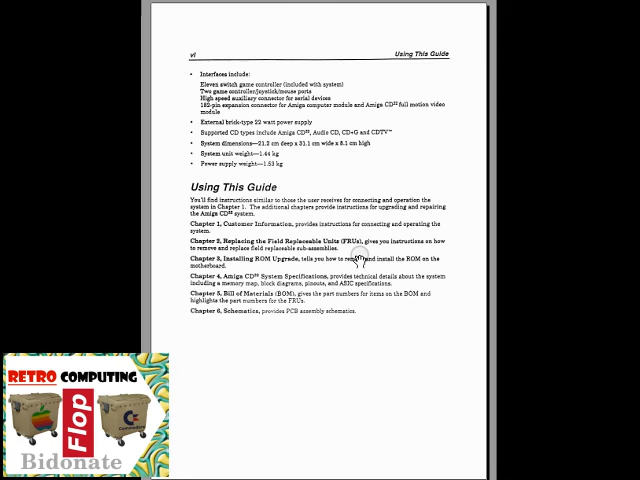 vi
Using This Guide
• Interfaces include:
Eleven switch game controller (included with system)
Two game controller/joystick/mouse ports
High speed auxiliary connector for serial devices
182-pin expansion connector for Amiga computer module and Amiga CD³² full motion video
module
• External brick-type 22 watt power supply
• Supported CD types include Amiga CD³², Audio CD, CD+G and CDTV™
• System dimensions—21.2 cm deep x 31.1 cm wide x 8.1 cm high
• System unit weight—1.44 kg
• Power supply weight—1.53 kg
Using This Guide
You'll find instructions similar to those the user receives for connecting and operation the
system in Chapter 1. The additional chapters provide instructions for upgrading and repairing
the Amiga CD³² system.
Chapter 1, Customer Information, provides instructions for connecting and operating the
system.
Chapter 2, Replacing the Field Replaceable Units (FRUs), gives you instructions on how
to remove and replace field replaceable sub-assemblies.
Chapter 3, Installing ROM Upgrade, tells you how to and install the ROM on the
motherboard.
Chapter 4, Amiga CD³² System Specifications, provides technical details about the system
including a memory map, block diagrams, pinouts, and ASIC specifications.
Chapter 5, Bill of Materials (BOM), gives the part numbers for items on the BOM and
highlights the part numbers for the FRUs.
Chapter 6, Schematics, provides PCB assembly schematics.
RETRO COMPUTING
Flop
Commodore
Bidonate